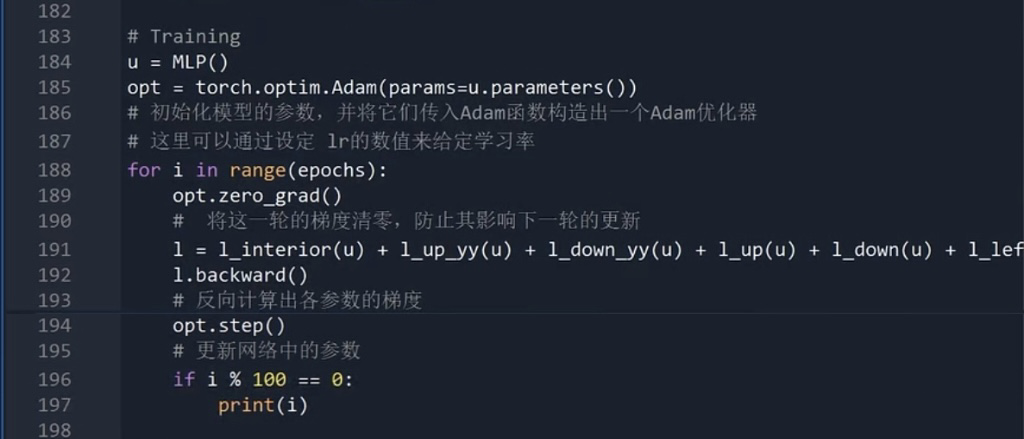 182
183 # Training
184 u = MLP()
185 opt = torch.optim.Adam(params=u.parameters())
186 # 初始化模型的参数，并将它们传入Adam函数构造出一个Adam优化器
187 # 这里可以通过设定 lr的数值来给定学习率
188 for i in range(epochs):
189     opt.zero_grad()
190     #  将这一轮的梯度清零，防止其影响下一轮的更新
191     l = l_interior(u) + l_up_yy(u) + l_down_yy(u) + l_up(u) + l_down(u) + l_lef
192     l.backward()
193     # 反向计算出各参数的梯度
194     opt.step()
195     # 更新网络中的参数
196     if i % 100 == 0:
197         print(i)
198